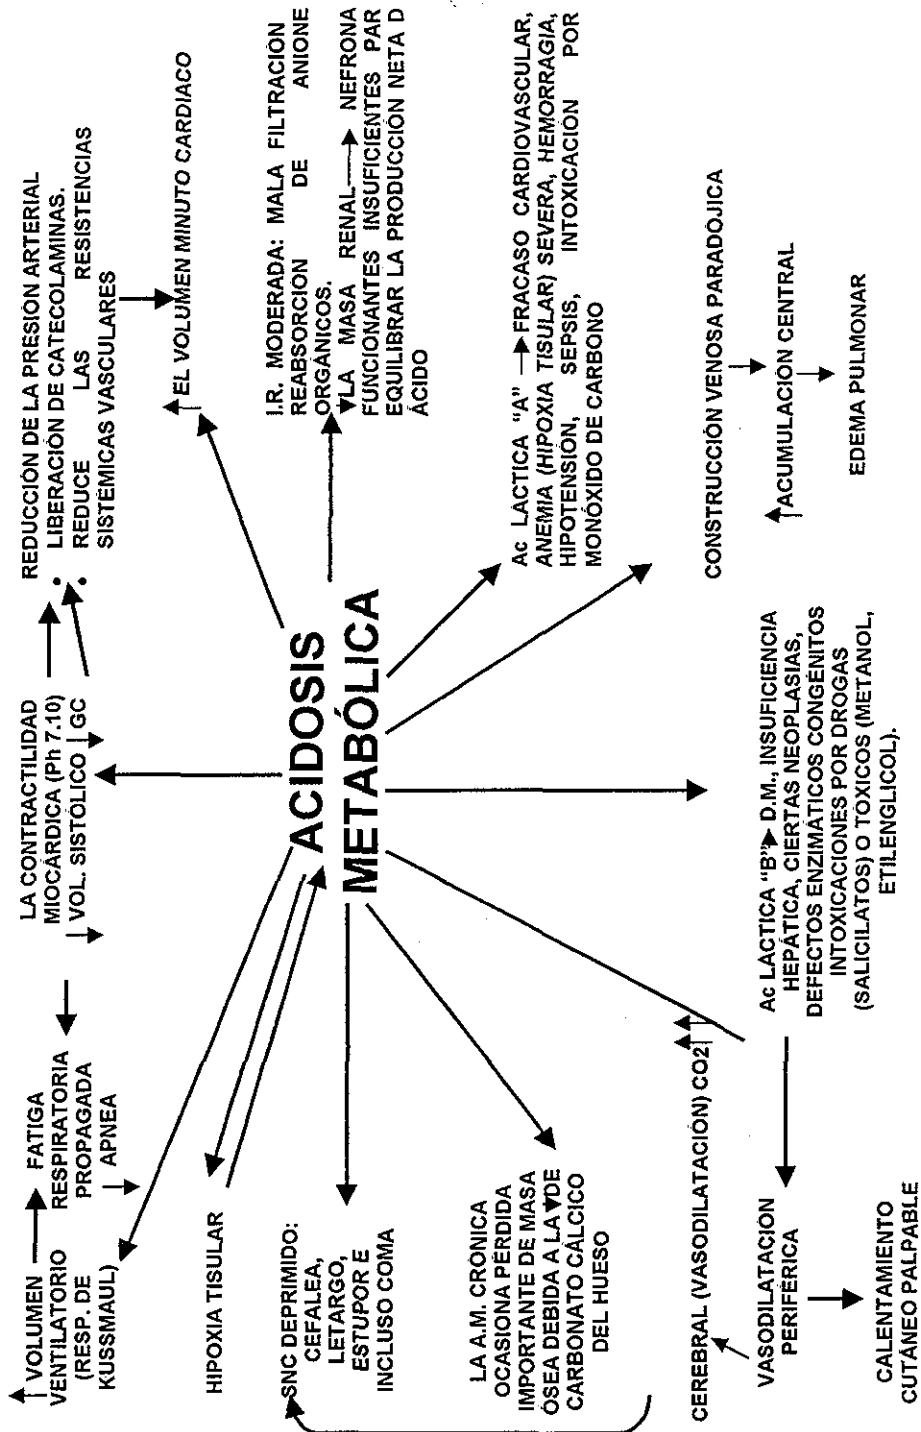 ↑ VOLUMEN → FATIGA
VENTILATORIO RESPIRATORIA
(RESP. DE PROPAGADA
KUSSMAUL) APNEA
LA CONTRACTILIDAD
MIOCÁRDICA (Ph 7.10)
↓ VOL. SISTÓLICO ↓ GC
REDUCCIÓN DE LA PRESIÓN ARTERIAL
• LIBERACIÓN DE CATECOLAMINAS.
• REDUCE LAS RESISTENCIAS
SISTÉMICAS VASCULARES
↑ EL VOLUMEN MINUTO CARDIACO
HIPOXIA TISULAR
ACIDOSIS
METABÓLICA
I.R. MODERADA: MALA FILTRACIÓN
REABSORCION DE ANIONE
ORGÁNICOS.
▼LA MASA RENAL → NEFRONA
FUNCIONANTES INSUFICIENTES PAR
EQUILIBRAR LA PRODUCCIÓN NETA D
ÁCIDO
SNC DEPRIMIDO:
CEFALEA,
LETARGO,
ESTUPOR E
INCLUSO COMA
Ac LACTICA “A” → FRACASO CARDIOVASCULAR,
ANEMIA (HIPOXIA TISULAR) SEVERA, HEMORRAGIA,
HIPOTENSIÓN, SEPSIS, INTOXICACIÓN POR
MONÓXIDO DE CARBONO
LA A.M. CRÓNICA
OCASIONA PÉRDIDA
IMPORTANTE DE MASA
ÓSEA DEBIDA A LA ▼DE
CARBONATO CÁLCICO
DEL HUESO
CEREBRAL (VASODILATACIÓN) CO2
VASODILATACION
PERIFÉRICA
CALENTAMIENTO
CUTÁNEO PALPABLE
Ac LACTICA “B”→ D.M., INSUFICIENCIA
HEPÁTICA, CIERTAS NEOPLASIAS,
DEFECTOS ENZIMÁTICOS CONGÉNITOS
INTOXICACIONES POR DROGAS
(SALICILATOS) O TÓXICOS (METANOL,
ETILENGLICOL).
CONSTRUCCIÓN VENOSA PARADÓJICA
↑ACUMULACIÓN CENTRAL
EDEMA PULMONAR